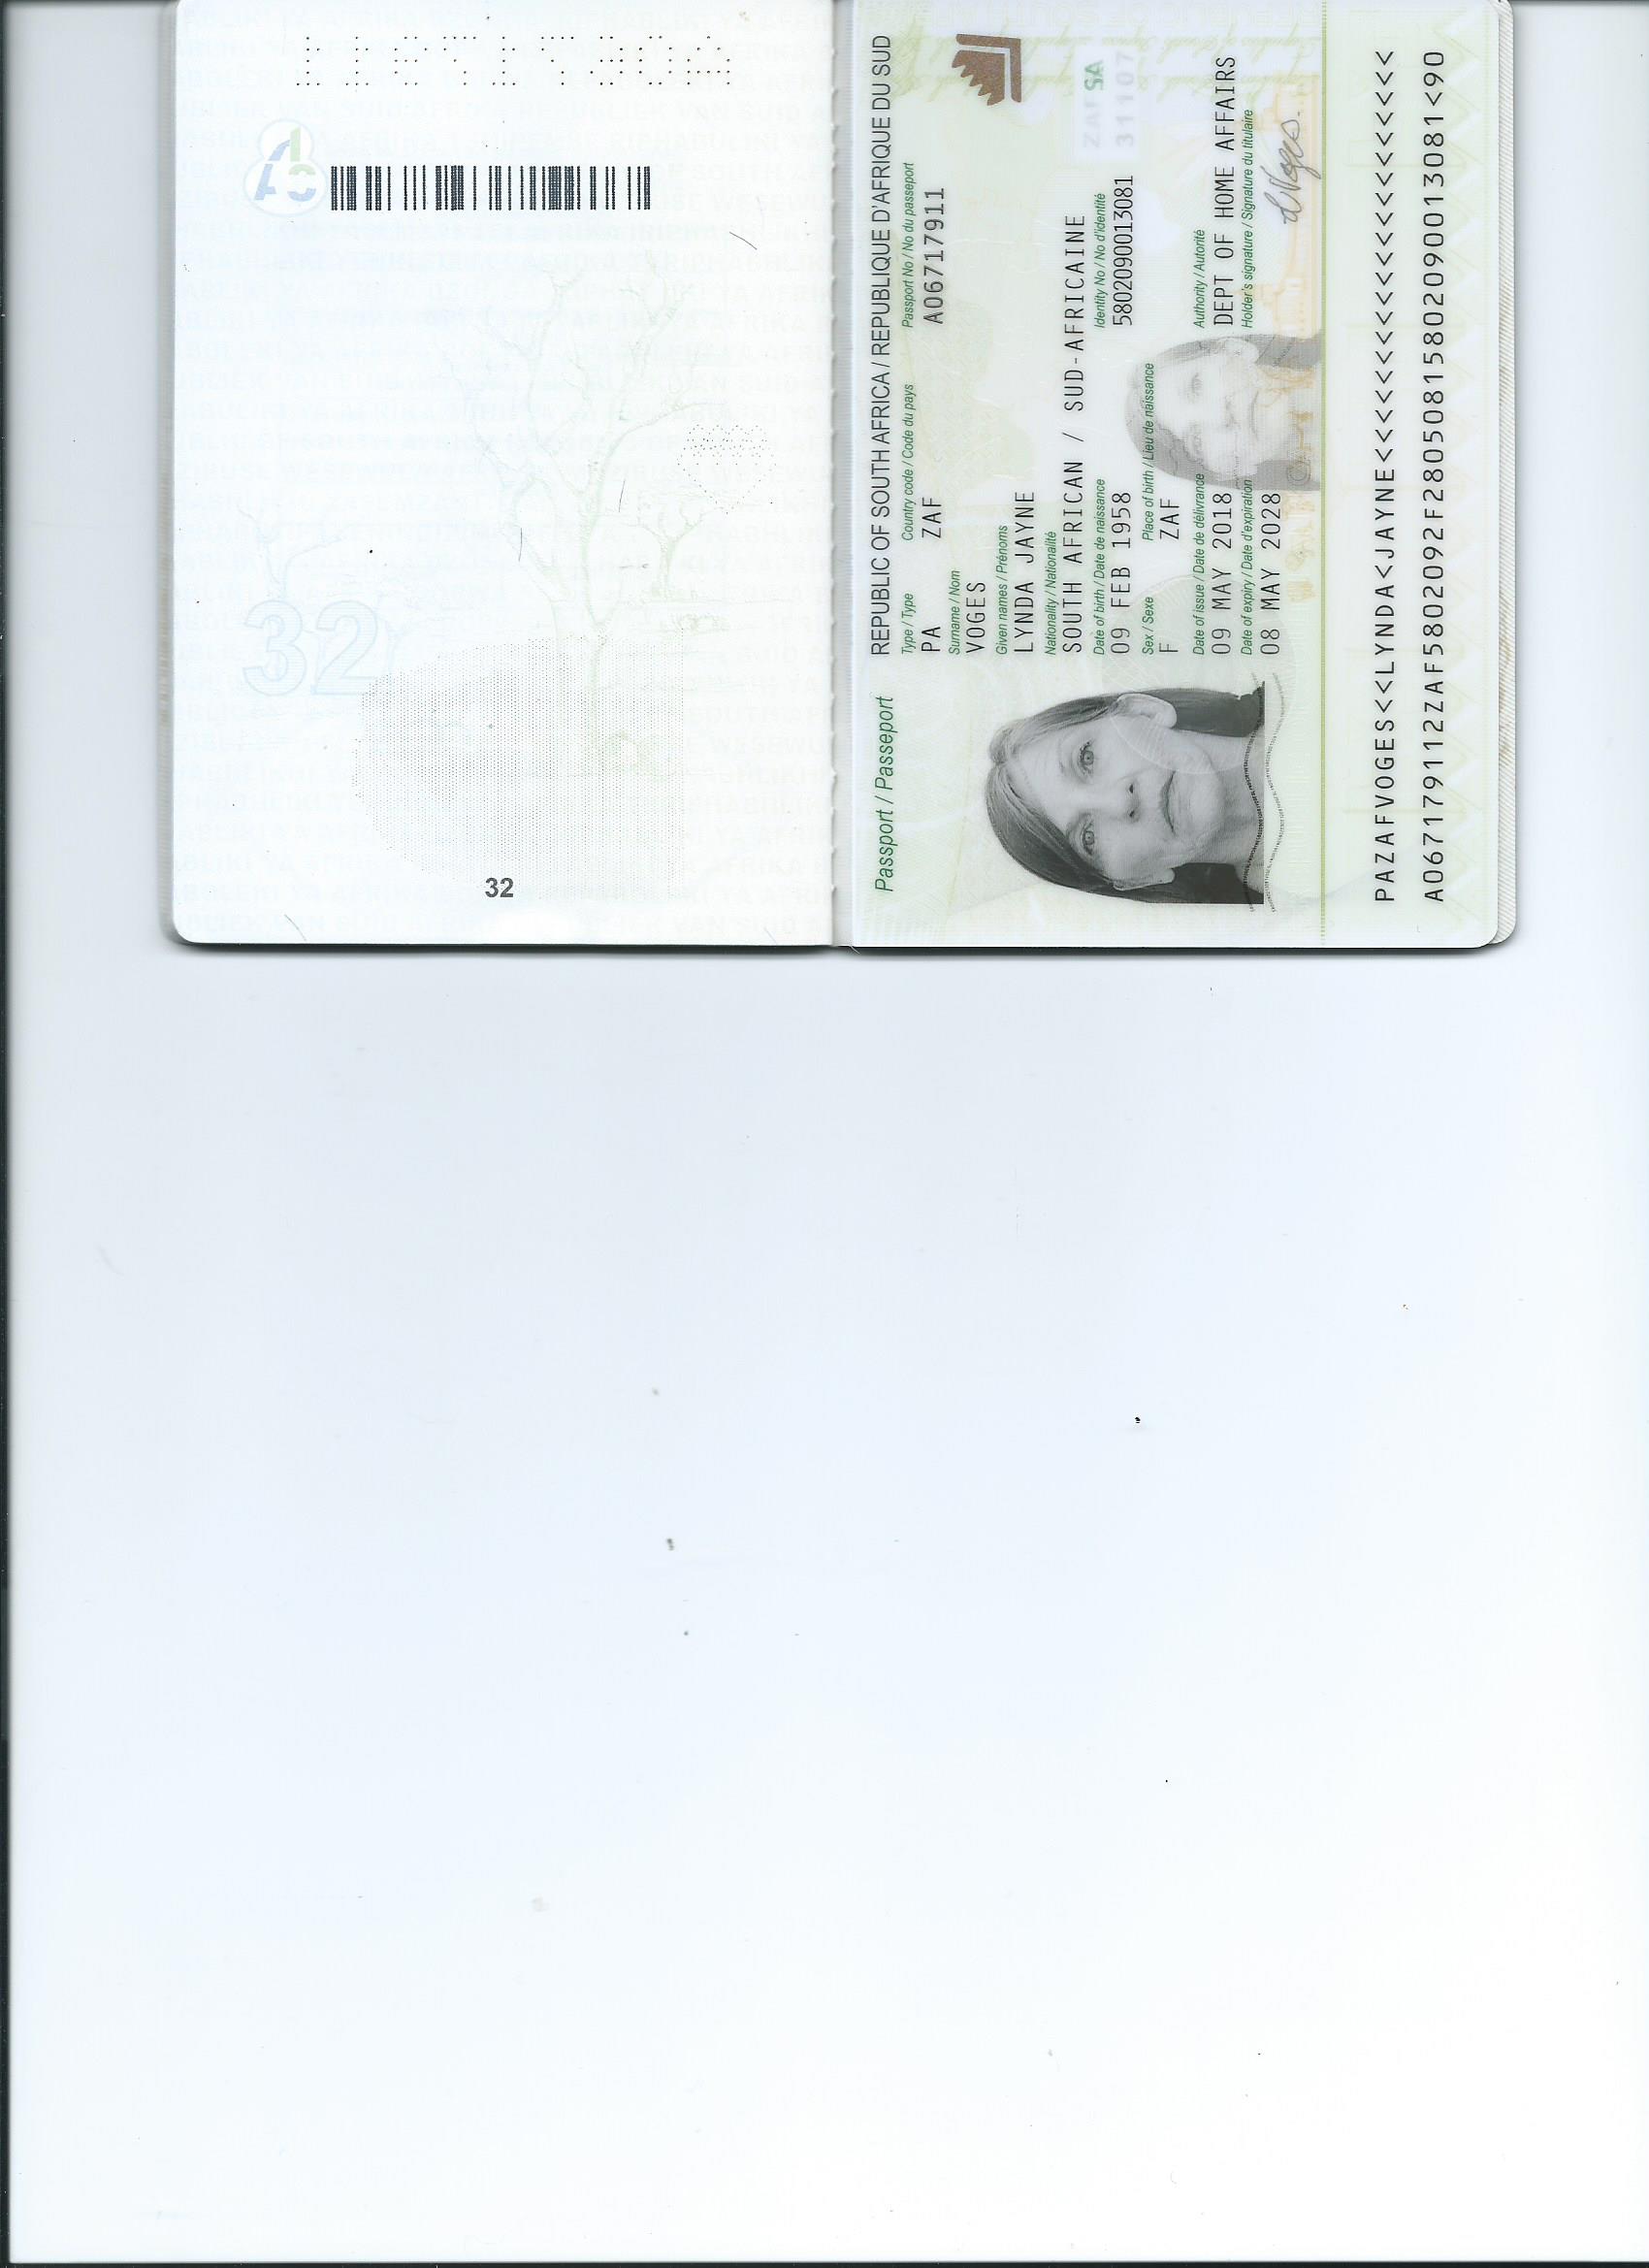 32
32
REPUBLIC OF SOUTH AFRICA / REPUBLIQUE D'AFRIQUE DU SUD
Passport / Passeport
Type / Type Country code / Code du pays Passport No / No du passeport
PA ZAF A06717911
Surname / Nom
VOGES
Given names / Prénoms
LYNDA JAYNE
Nationality / Nationalité
SOUTH AFRICAN / SUD-AFRICAINE
Date of birth / Date de naissance Identity No / No d'identité
09 FEB 1958 5802090013081
Sex / Sexe Place of birth / Lieu de naissance
F ZAF
Date of issue / Date de délivrance Authority / Autorité
09 MAY 2018 DEPT OF HOME AFFAIRS
Date of expiry / Date d'expiration Holder's signature / Signature du titulaire
08 MAY 2028
LVoges.
ZAF SA
31107
PAZAFVOGES<<LYNDA<JAYNE<<<<<<<<<<<<<<<<<<<<<
A067179112ZAF5802092F28050815802090013081<90